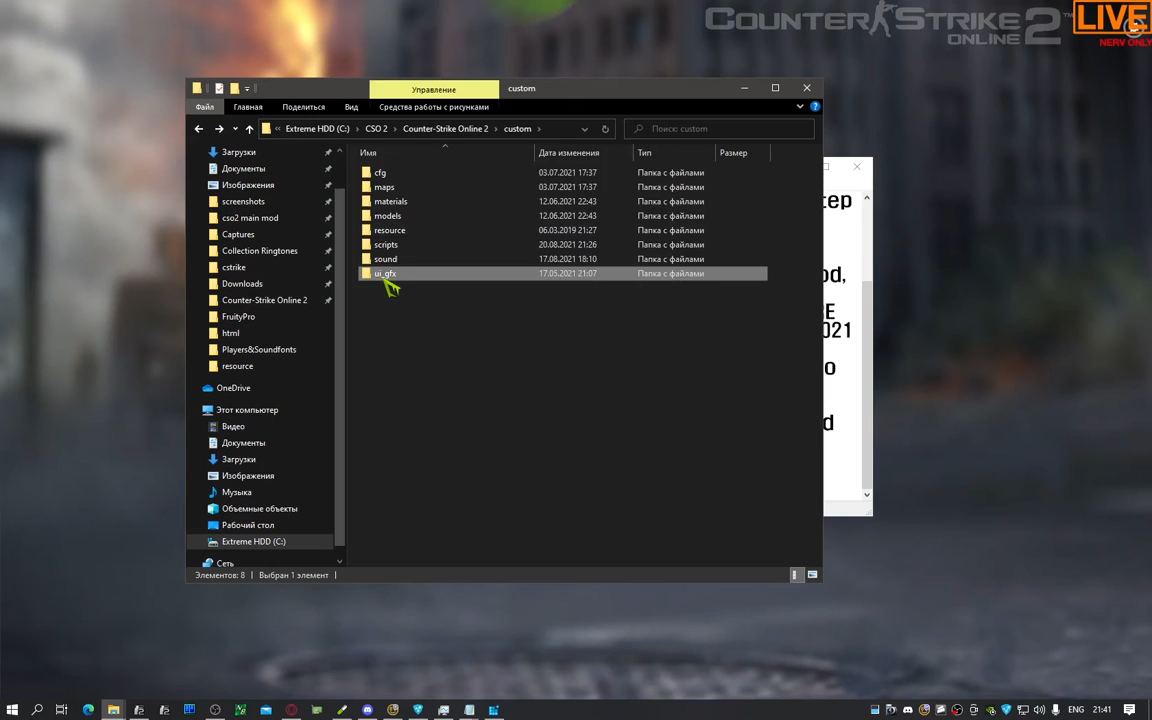 COUNTER-STRIKE
ONLINE 2
LIVE
NERV ONLY
Управление
custom
Файл
Главная
Поделиться
Вид
Средства работы с рисунками
Extreme HDD (C:)
CSO 2
Counter-Strike Online 2
custom
Поиск: custom
Имя
Дата изменения
Тип
Размер
cfg 03.07.2021 17:37 Папка с файлами
maps 03.07.2021 17:37 Папка с файлами
materials 12.06.2021 22:43 Папка с файлами
models 12.06.2021 22:43 Папка с файлами
resource 06.03.2019 21:27 Папка с файлами
scripts 20.08.2021 21:26 Папка с файлами
sound 17.08.2021 18:10 Папка с файлами
ui_gfx 17.05.2021 21:07 Папка с файлами
Загрузки
Документы
Изображения
screenshots
cso2 main mod
Captures
Collection Ringtones
cstrike
Downloads
Counter-Strike Online 2
FruityPro
html
Players&Soundfonts
resource
OneDrive
Этот компьютер
Видео
Документы
Загрузки
Изображения
Музыка
Объемные объекты
Рабочий стол
Extreme HDD (C:)
Сеть
Элементов: 8
Выбран 1 элемент
tep
od,
E
021
o
d
ENG
21:41